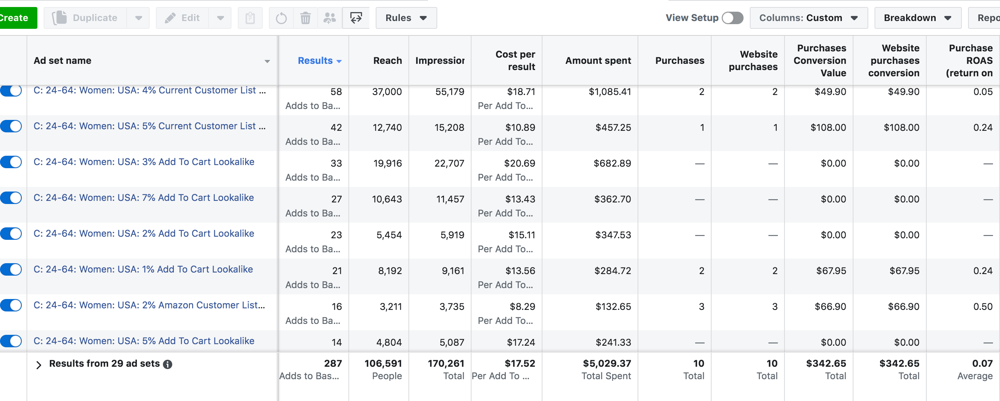 Create Duplicate Edit Rules View Setup Columns: Custom Breakdown Repo
Ad set name Results Reach Impression Cost per result Amount spent Purchases Website purchases Purchases Conversion Value Website purchases conversion Purchase ROAS (return on
C: 24-64: Women: USA: 4% Current Customer List ... 58 37,000 55,179 $18.71 $1,085.41 2 2 $49.90 $49.90 0.05
Adds to Ba... Per Add To...
C: 24-64: Women: USA: 5% Current Customer List ... 42 12,740 15,208 $10.89 $457.25 1 1 $108.00 $108.00 0.24
Adds to Ba... Per Add To...
C: 24-64: Women: USA: 3% Add To Cart Lookalike 33 19,916 22,707 $20.69 $682.89 — — $0.00 $0.00 —
Adds to Ba... Per Add To...
C: 24-64: Women: USA: 7% Add To Cart Lookalike 27 10,643 11,457 $13.43 $362.70 — — $0.00 $0.00 —
Adds to Ba... Per Add To...
C: 24-64: Women: USA: 2% Add To Cart Lookalike 23 5,454 5,919 $15.11 $347.53 — — $0.00 $0.00 —
Adds to Ba... Per Add To...
C: 24-64: Women: USA: 1% Add To Cart Lookalike 21 8,192 9,161 $13.56 $284.72 2 2 $67.95 $67.95 0.24
Adds to Ba... Per Add To...
C: 24-64: Women: USA: 2% Amazon Customer List... 16 3,211 3,735 $8.29 $132.65 3 3 $66.90 $66.90 0.50
Adds to Ba... Per Add To...
C: 24-64: Women: USA: 5% Add To Cart Lookalike 14 4,804 5,087 $17.24 $241.33 — — $0.00 $0.00 —
Results from 29 ad sets 287 106,591 170,261 $17.52 $5,029.37 10 10 $342.65 $342.65 0.07
Adds to Bas... People Total Per Add To ... Total Spent Total Total Total Total Average